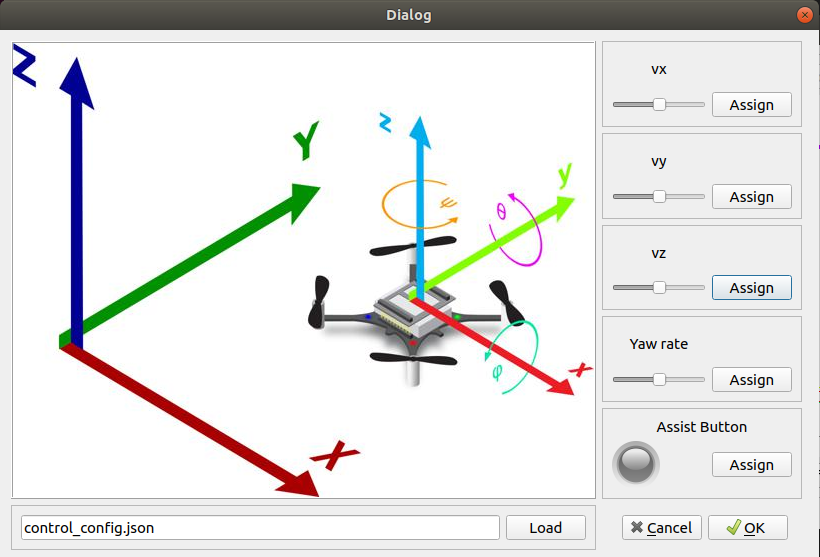 Dialog
Z
Y
X
z
y
x
ψ
θ
φ
vx
Assign
vy
Assign
vz
Assign
Yaw rate
Assign
Assist Button
Assign
control_config.json
Load
Cancel
OK